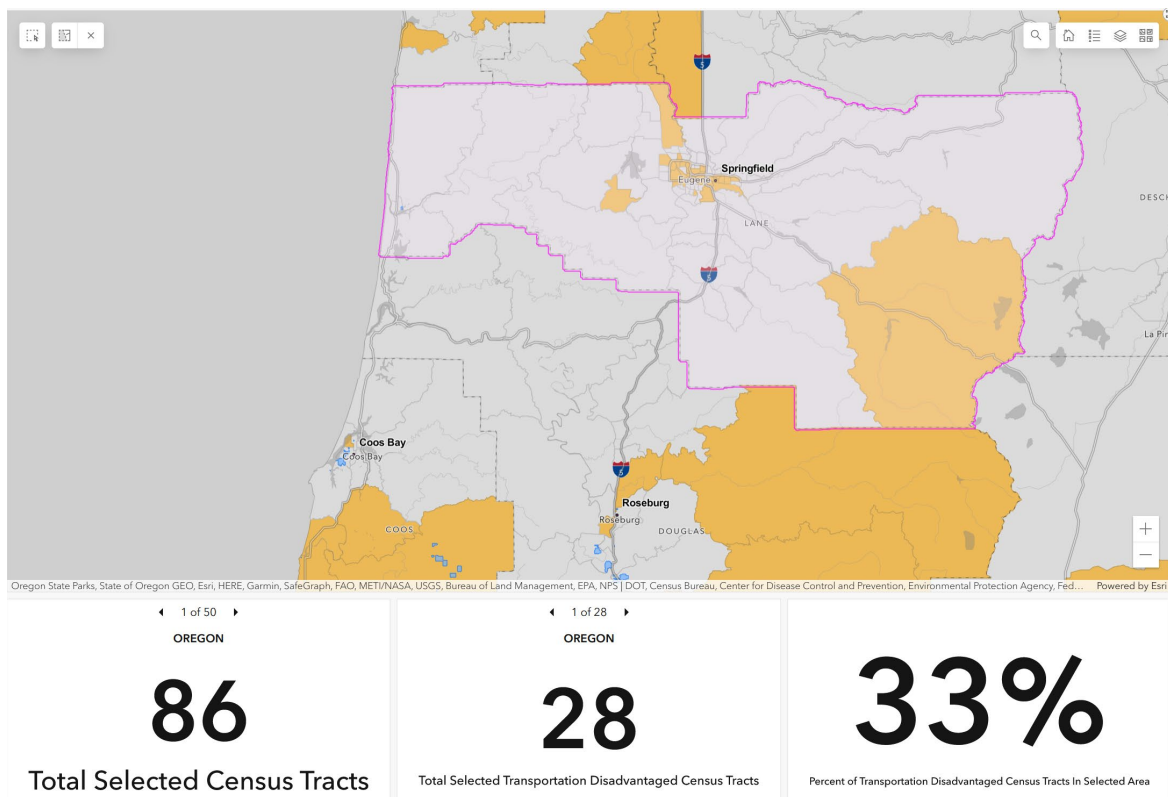 5
Springfield
Eugene
DESCH
LANE
5
La Pin
Coos Bay
Coos Bay
5
Roseburg
Roseburg
COOS
DOUGLAS
Oregon State Parks, State of Oregon GEO, Esri, HERE, Garmin, SafeGraph, FAO, METI/NASA, USGS, Bureau of Land Management, EPA, NPS | DOT, Census Bureau, Center for Disease Control and Prevention, Environmental Protection Agency, Fed... Powered by Esri
1 of 50
OREGON
86
Total Selected Census Tracts
1 of 28
OREGON
28
Total Selected Transportation Disadvantaged Census Tracts
33%
Percent of Transportation Disadvantaged Census Tracts In Selected Area